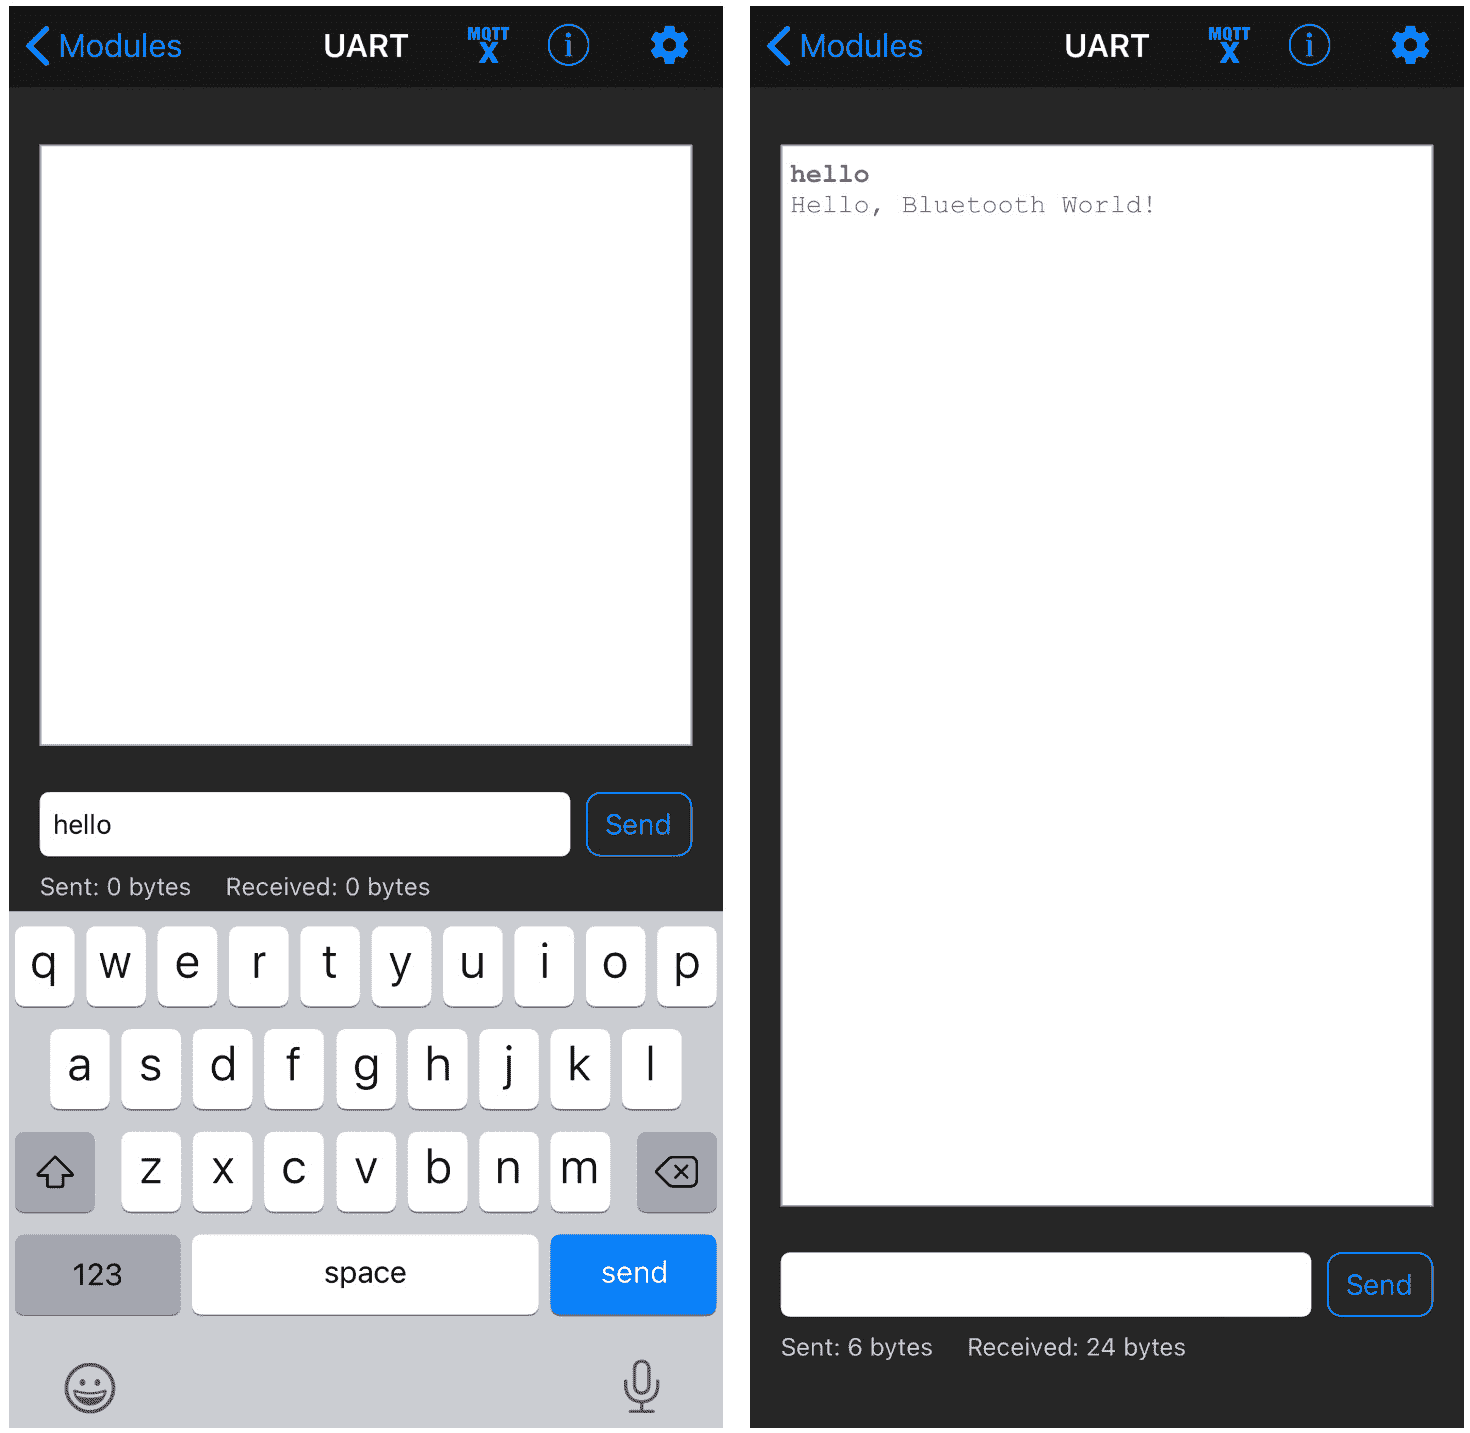 Modules UART MQTT X i
hello Send
Sent: 0 bytes Received: 0 bytes
q w e r t y u i o p
a s d f g h j k l
z x c v b n m
123 space send
Modules UART MQTT X i
hello
Hello, Bluetooth World!
Send
Sent: 6 bytes Received: 24 bytes